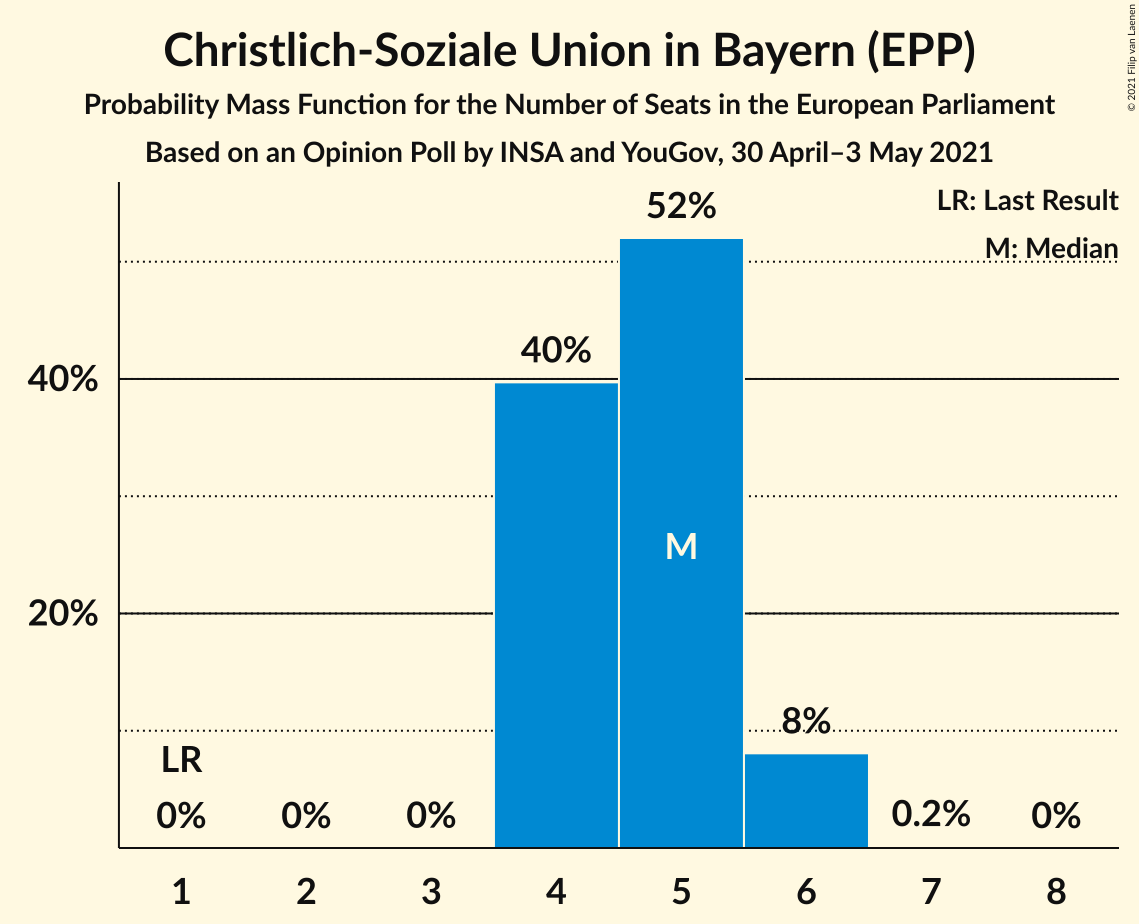 Christlich-Soziale Union in Bayern (EPP)
Probability Mass Function for the Number of Seats in the European Parliament
Based on an Opinion Poll by INSA and YouGov, 30 April–3 May 2021
© 2021 Filip van Laenen
LR: Last Result
M: Median
52%
40%
40%
M
20%
8%
LR
0%
0%
0%
0.2%
0%
1 2 3 4 5 6 7 8